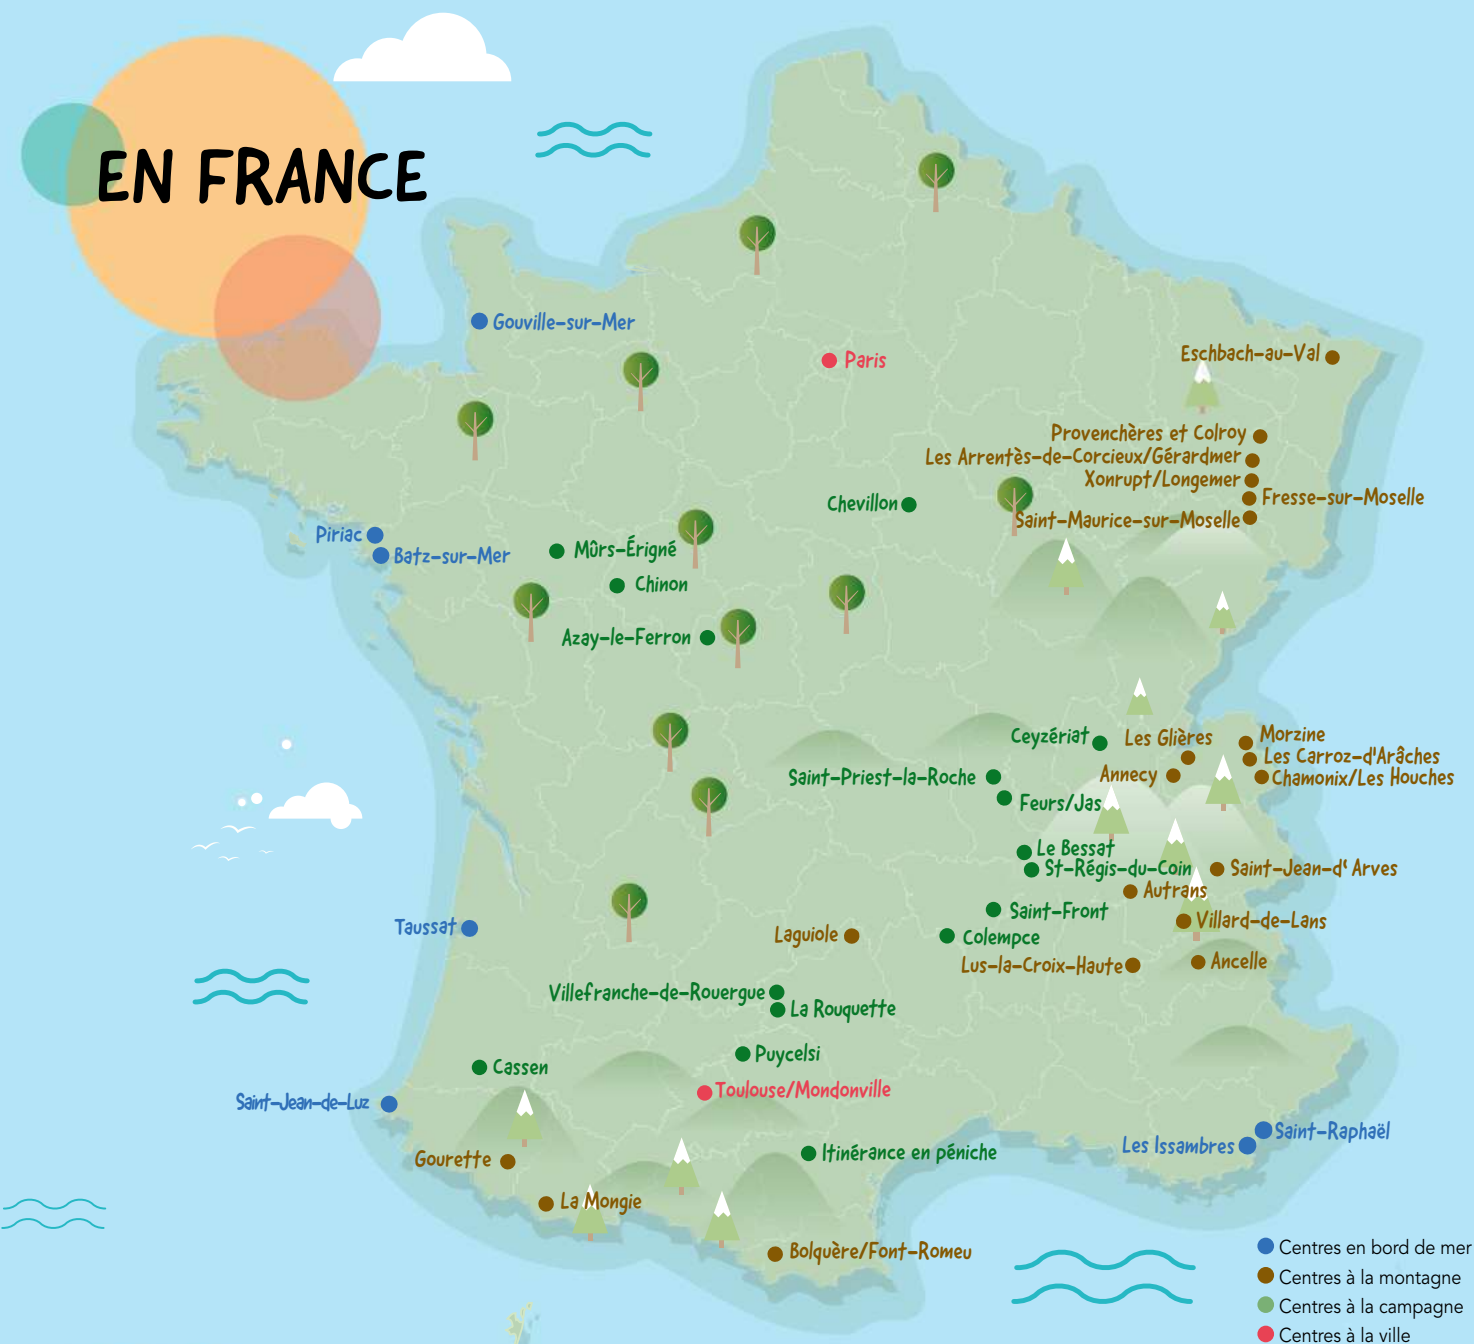 EN FRANCE
Gouville-sur-Mer
Paris
Eschbach-au-Val
Provenchères et Colroy
Les Arrentès-de-Corcieux/Gérardmer
Xonrupt/Longemer
Fresse-sur-Moselle
Chevillon
Saint-Maurice-sur-Moselle
Piriac
Batz-sur-Mer
Mûrs-Érigné
Chinon
Azay-le-Ferron
Ceyzériat
Les Glières
Morzine
Les Carroz-d'Arâches
Annecy
Chamonix/Les Houches
Saint-Priest-la-Roche
Feurs/Jas
Le Bessat
St-Régis-du-Coin
Saint-Jean-d' Arves
Autrans
Saint-Front
Villard-de-Lans
Taussat
Laguiole
Colempce
Lus-la-Croix-Haute
Ancelle
Villefranche-de-Rouergue
La Rouquette
Puycelsi
Cassen
Toulouse/Mondonville
Saint-Jean-de-Luz
Saint-Raphaël
Les Issambres
Itinérance en péniche
Gourette
La Mongie
Bolquère/Font-Romeu
Centres en bord de mer
Centres à la montagne
Centres à la campagne
Centres à la ville